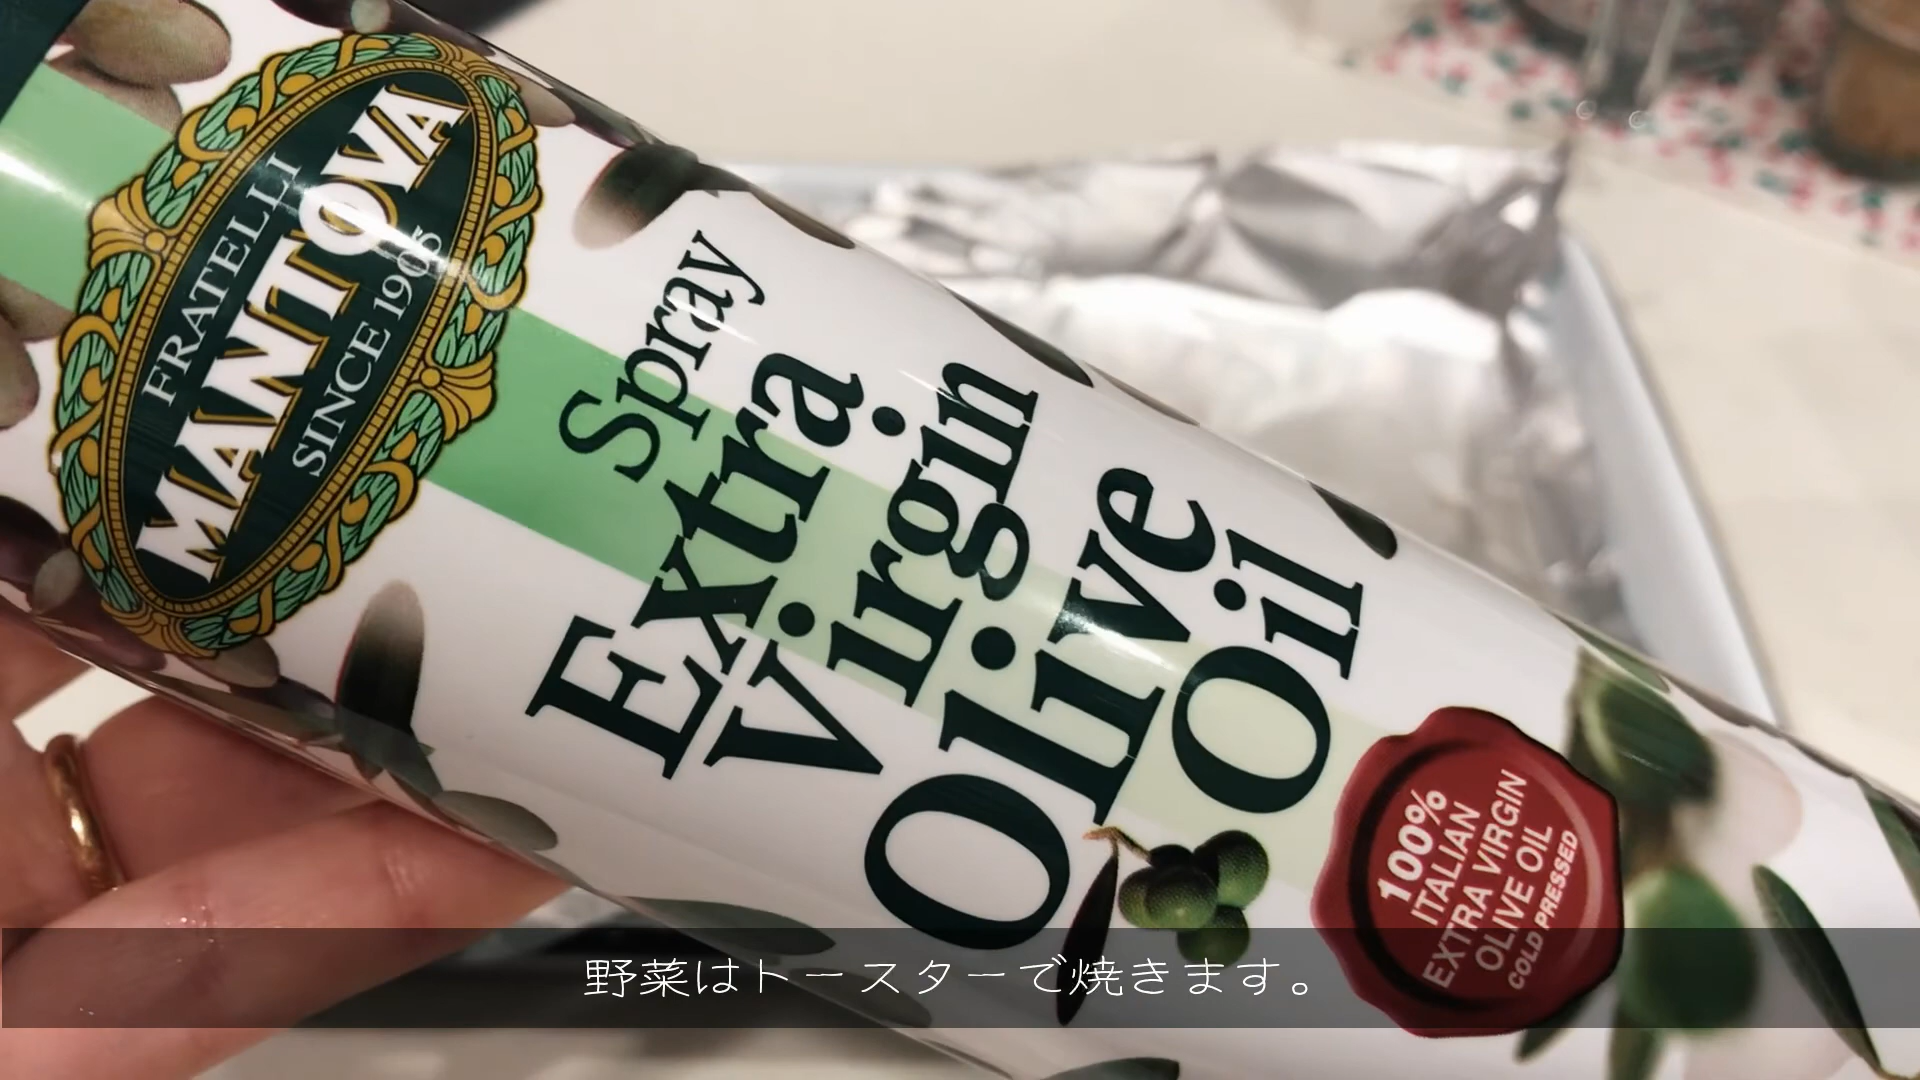 FRATELLI
MANTOVA
SINCE 1905
Spray
Extra
Virgin
Olive
Oil
100%
ITALIAN
EXTRA VIRGIN
OLIVE OIL
COLD PRESSED
野菜はトースターで焼きます。